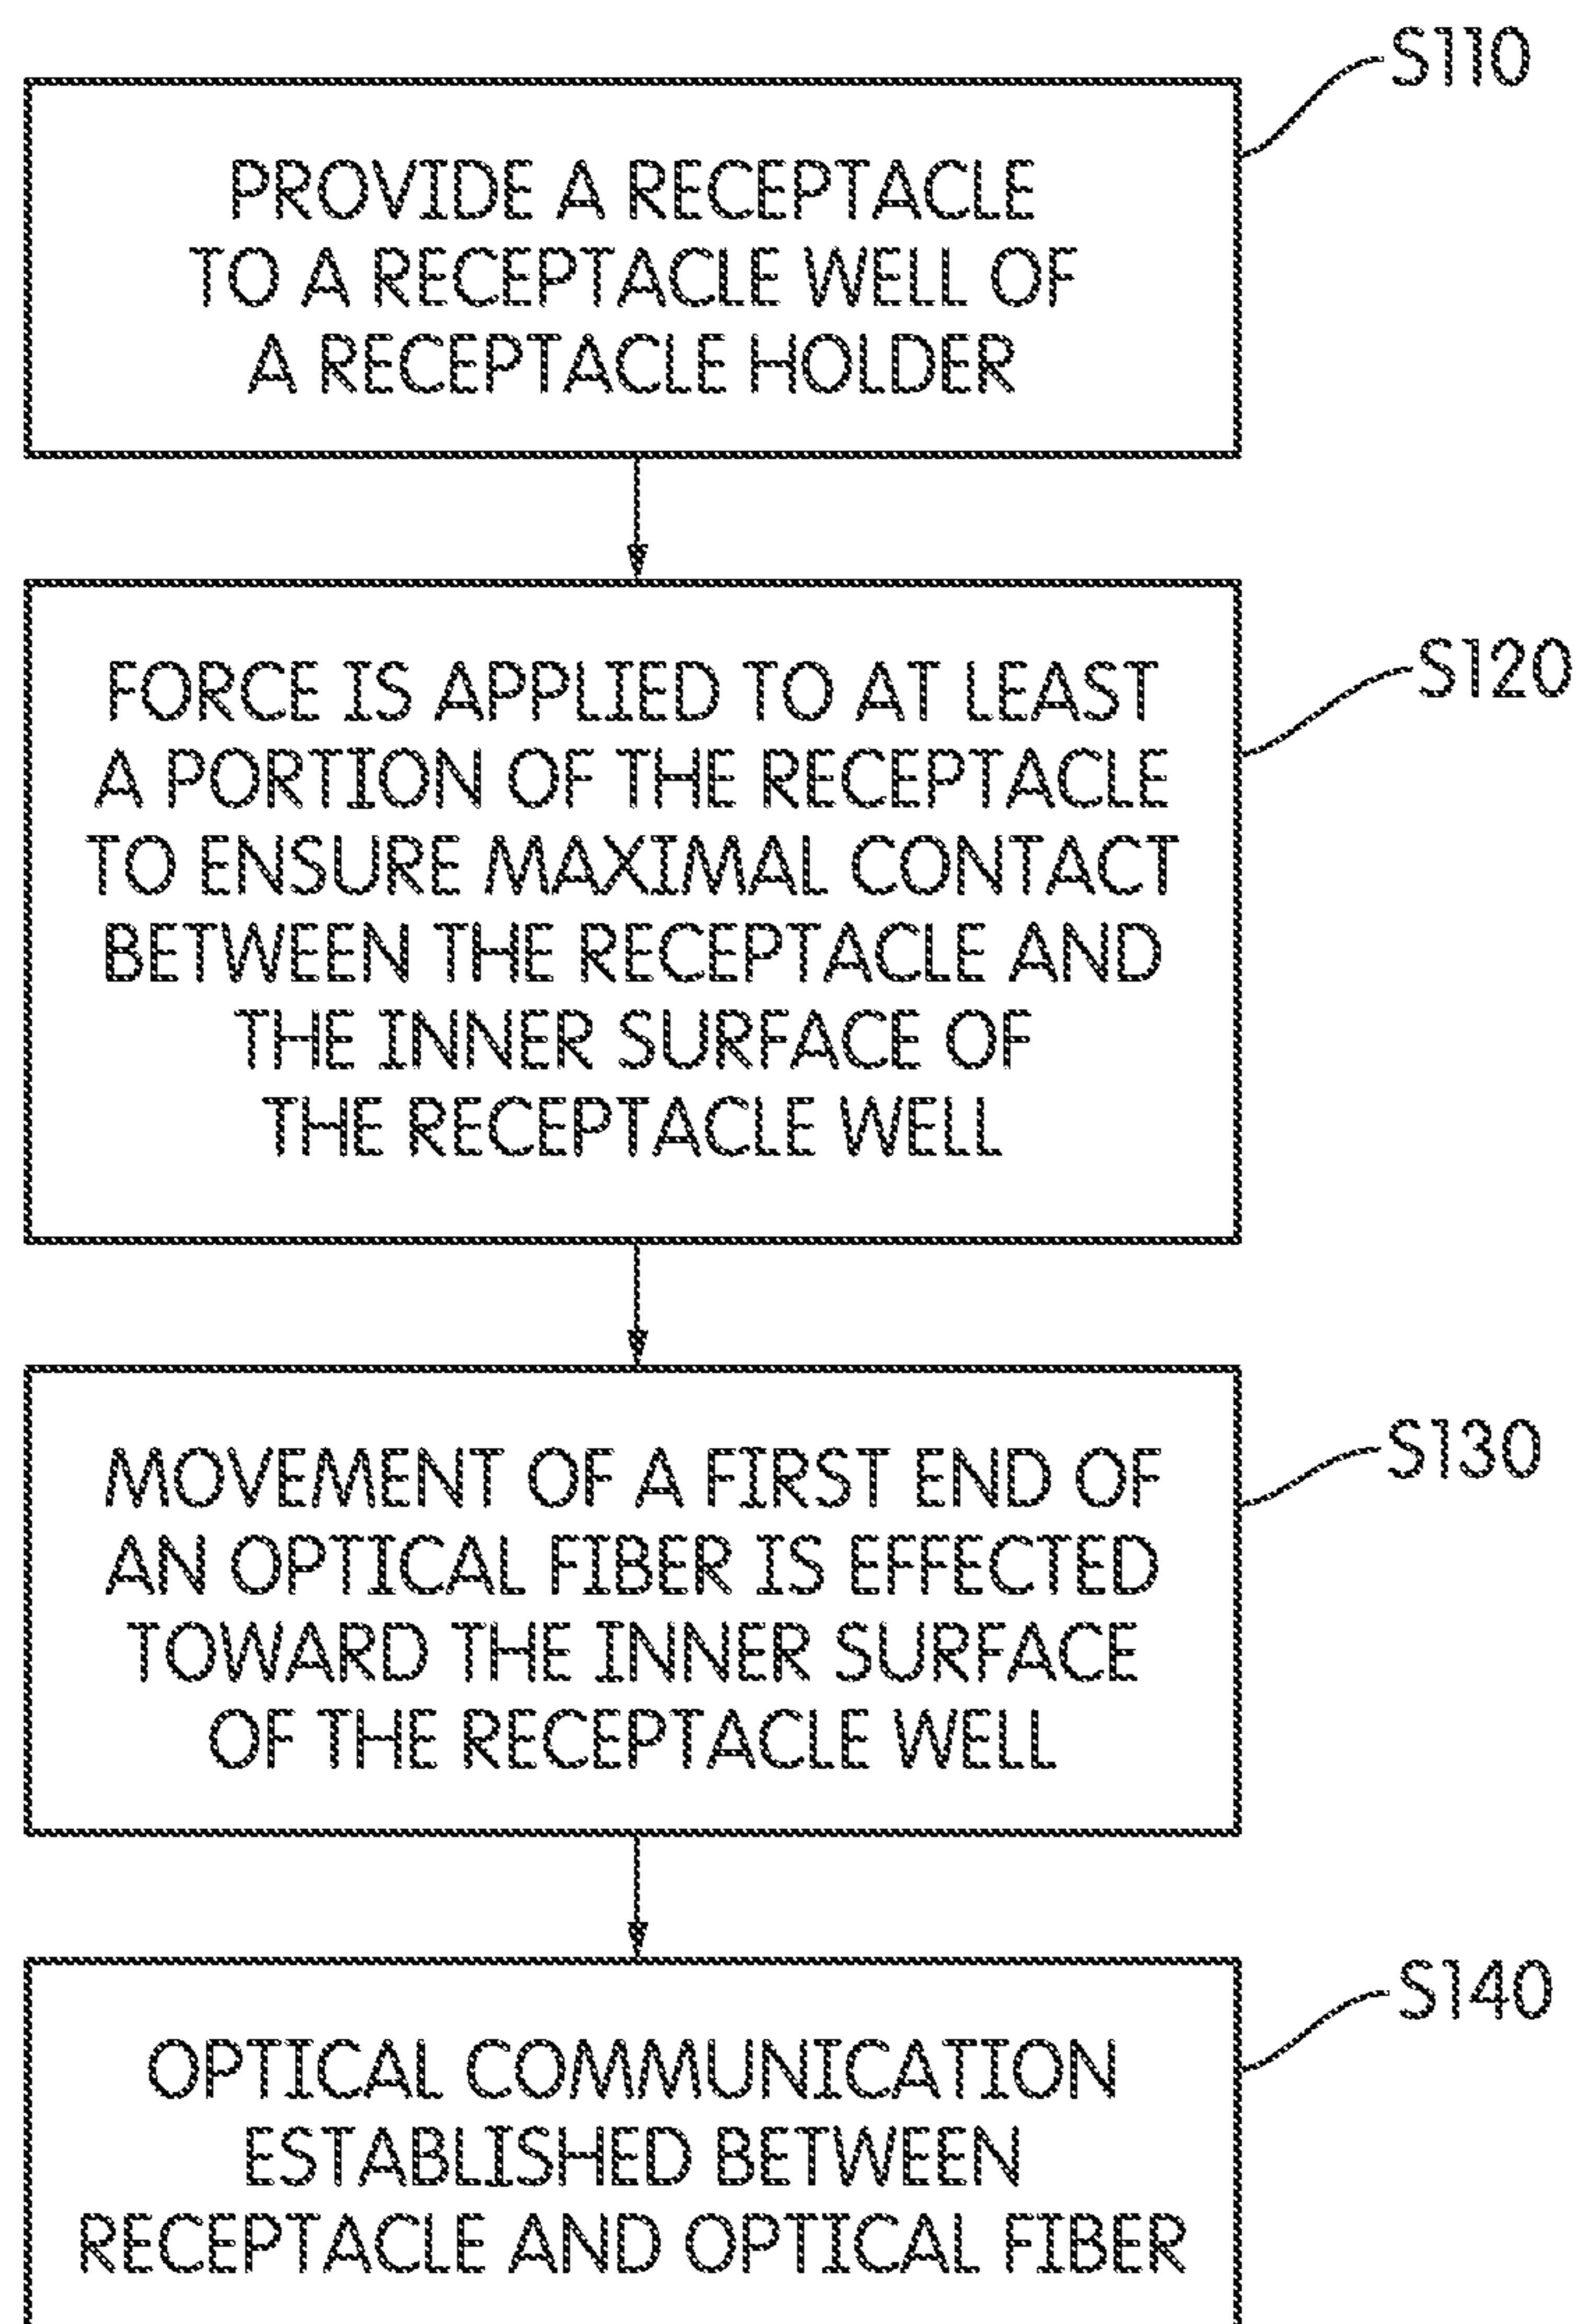 S110
PROVIDE A RECEPTACLE
TO A RECEPTACLE WELL OF
A RECEPTACLE HOLDER
S120
FORCE IS APPLIED TO AT LEAST
A PORTION OF THE RECEPTACLE
TO ENSURE MAXIMAL CONTACT
BETWEEN THE RECEPTACLE AND
THE INNER SURFACE OF
THE RECEPTACLE WELL
S130
MOVEMENT OF A FIRST END OF
AN OPTICAL FIBER IS EFFECTED
TOWARD THE INNER SURFACE
OF THE RECEPTACLE WELL
S140
OPTICAL COMMUNICATION
ESTABLISHED BETWEEN
RECEPTACLE AND OPTICAL FIBER